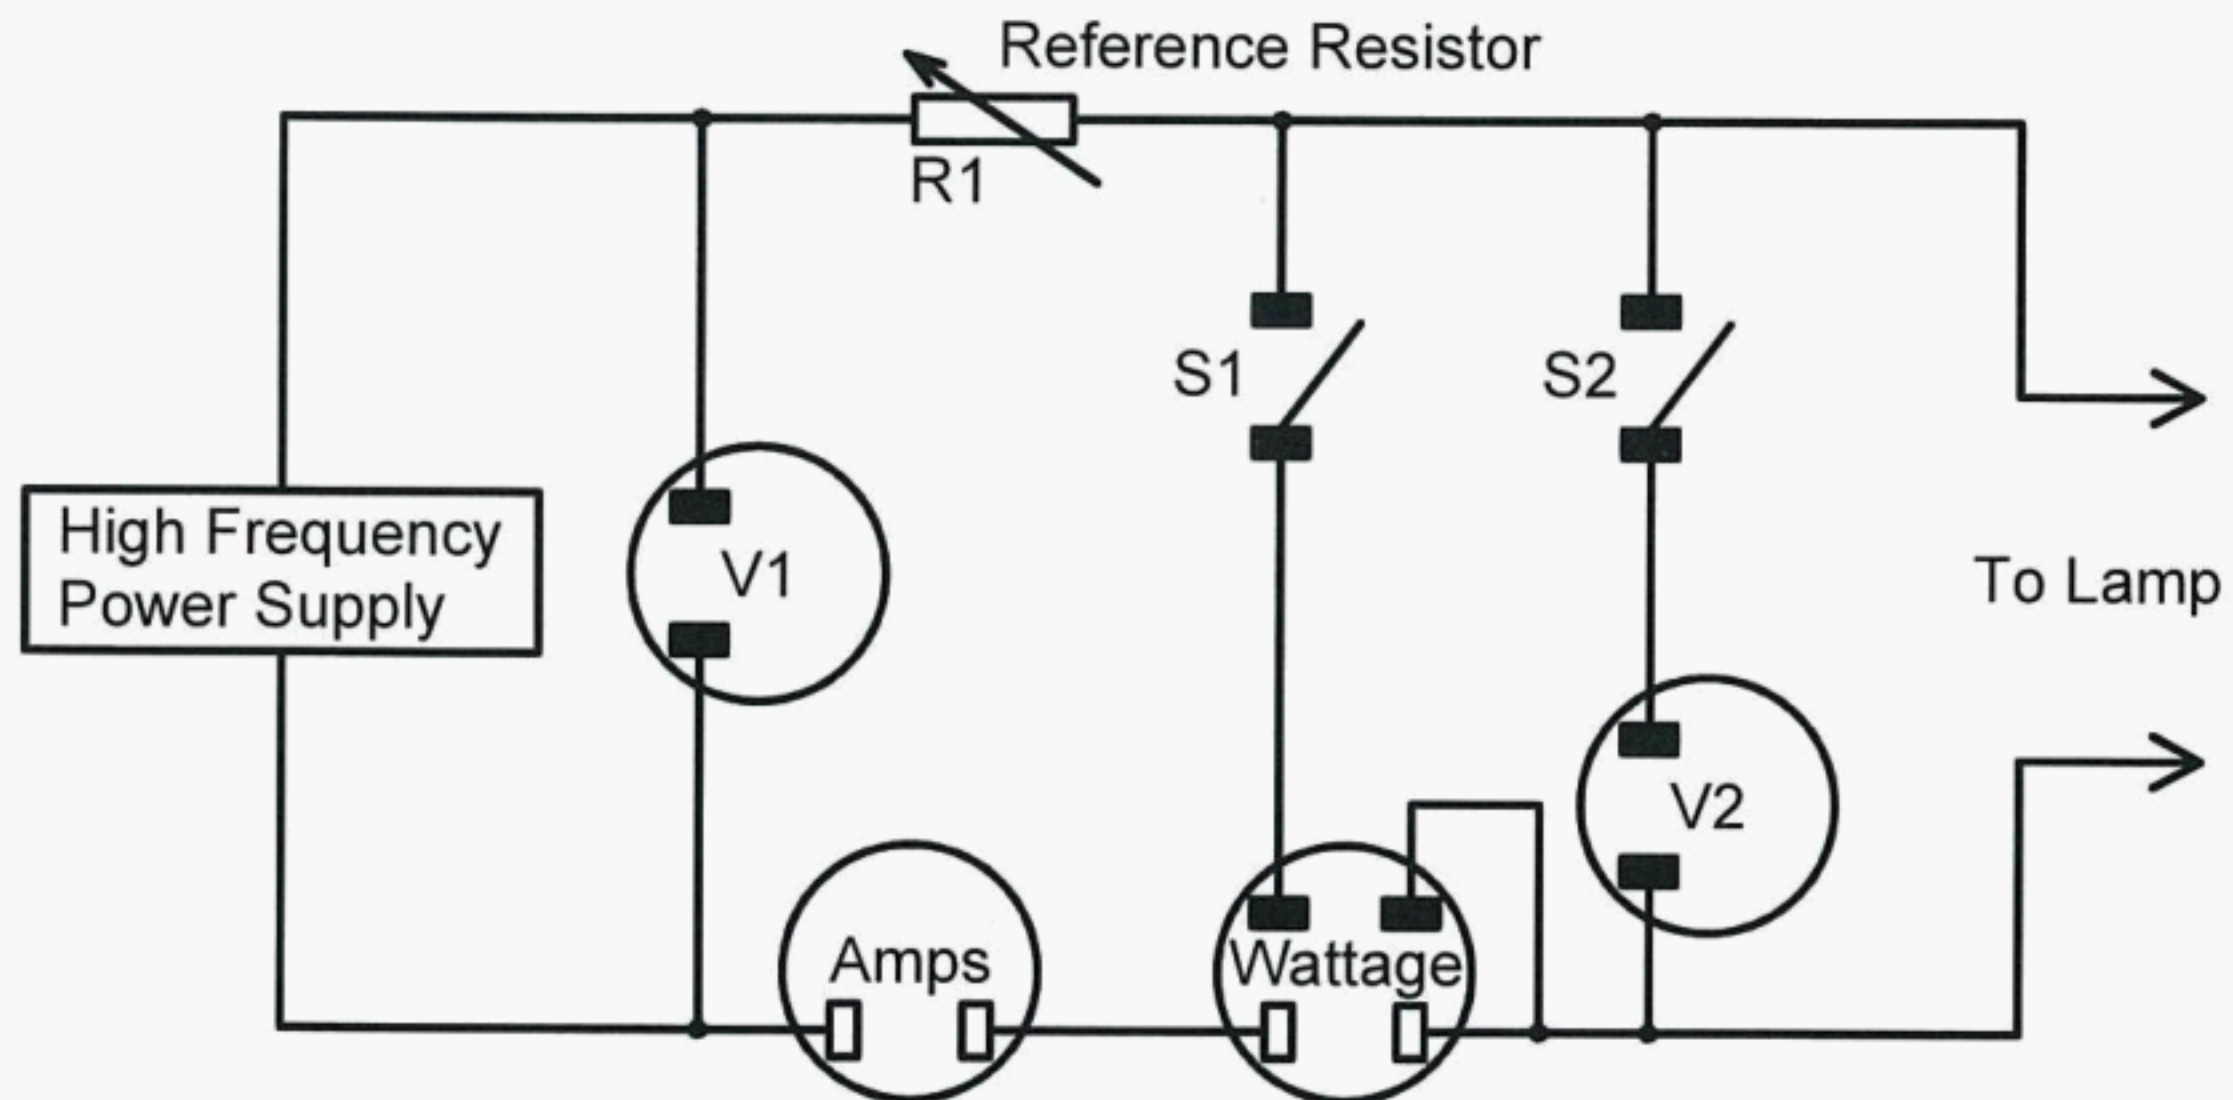 Reference Resistor
R1
S1
S2
High Frequency
Power Supply
V1
To Lamp
V2
Amps
Wattage